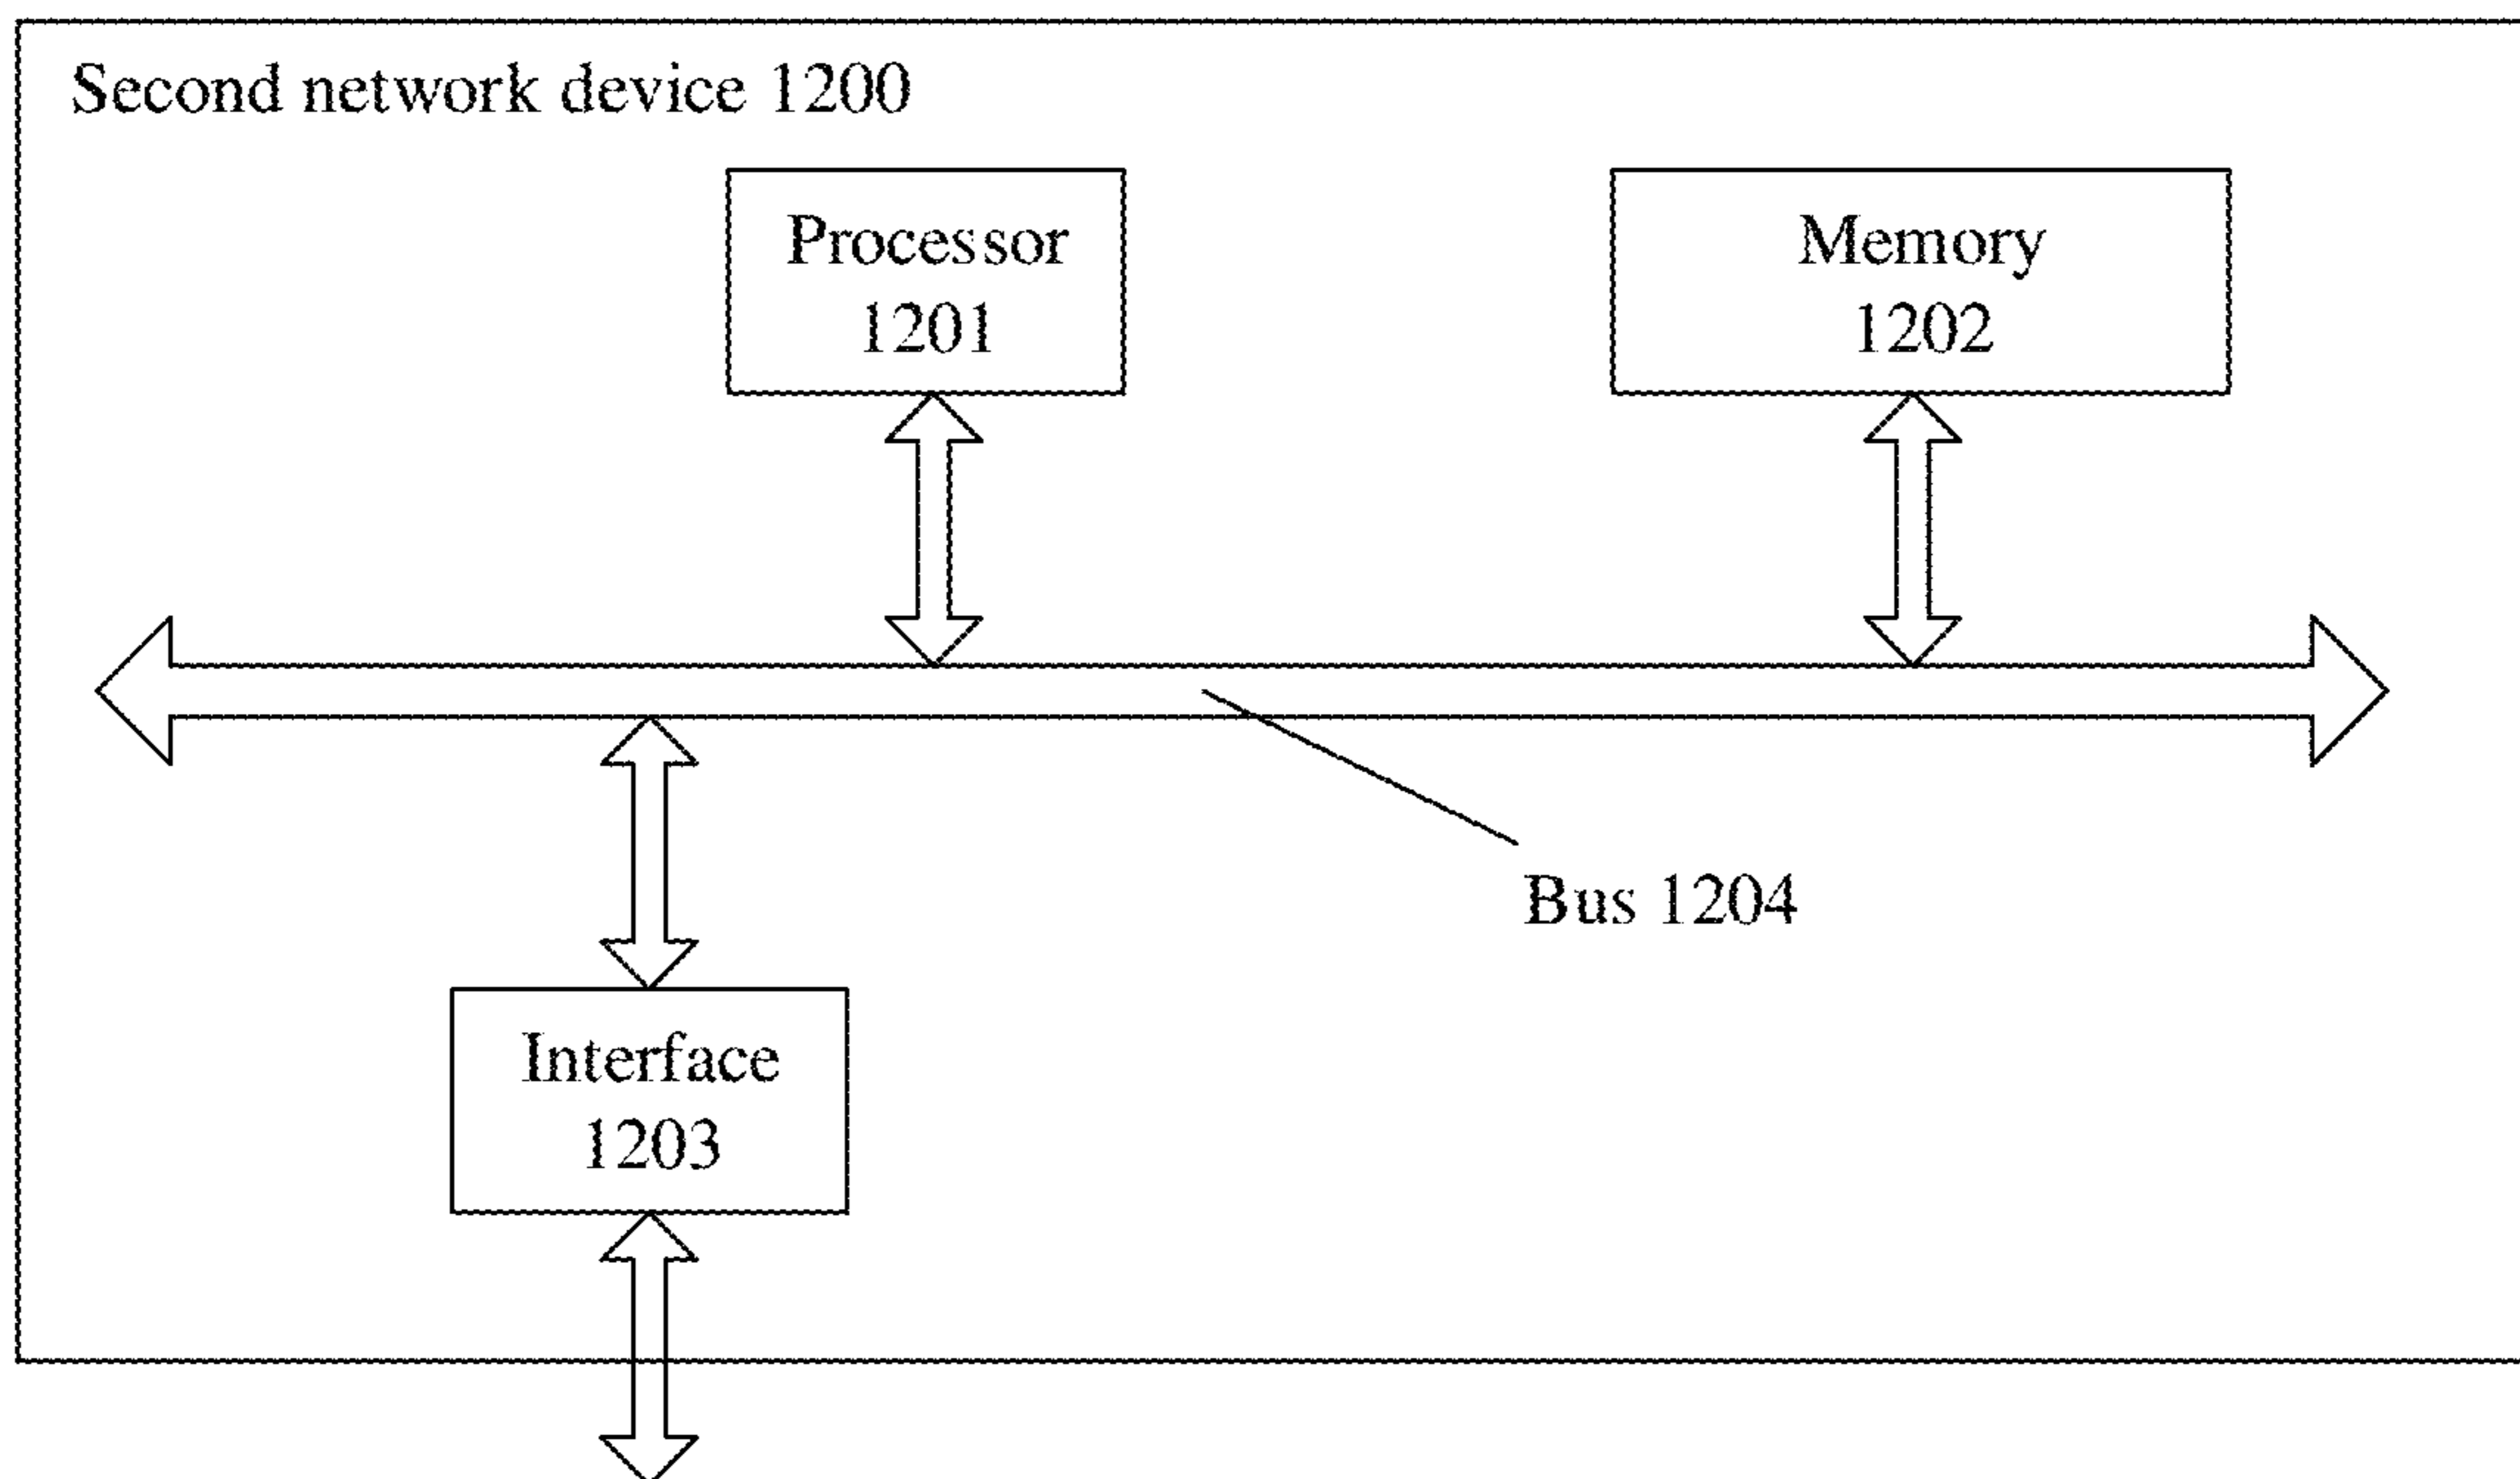 Second network device 1200
Processor
1201
Memory
1202
Bus 1204
Interface
1203